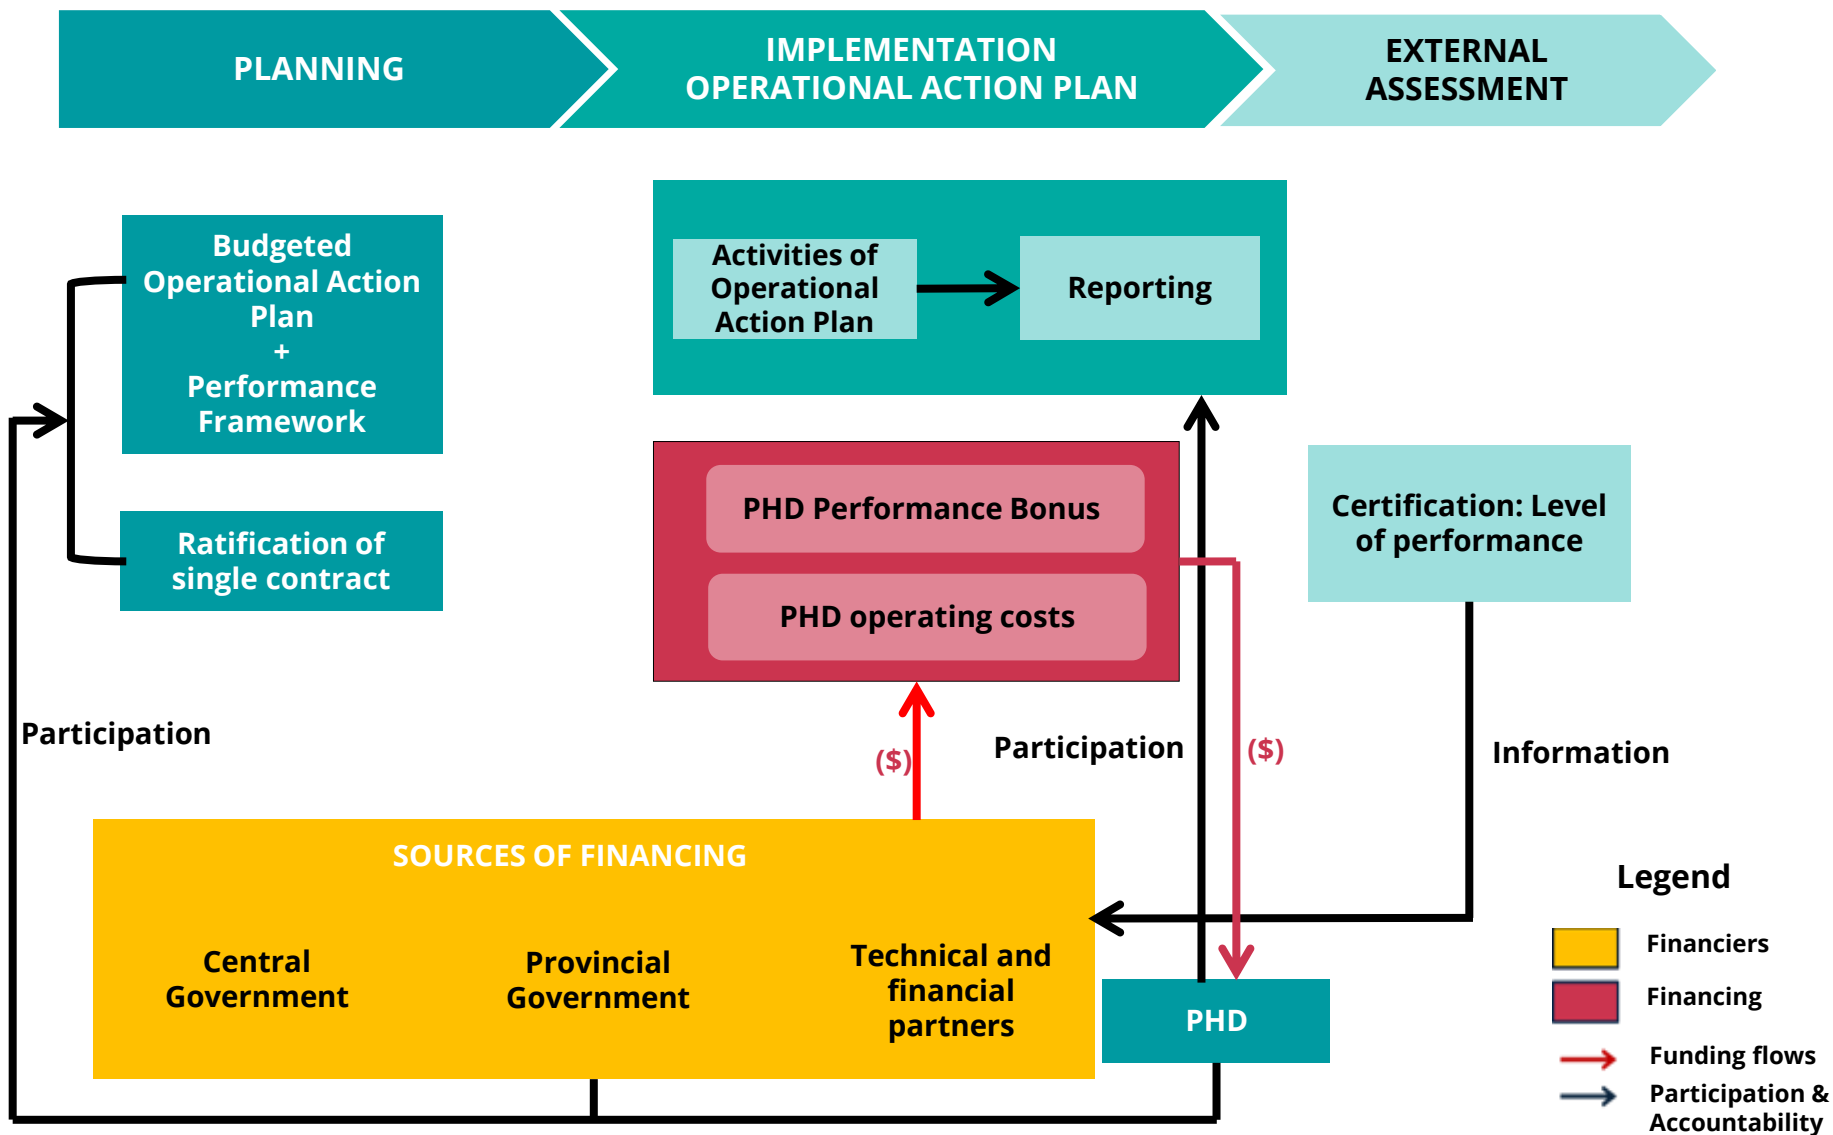 PLANNING
IMPLEMENTATION
OPERATIONAL ACTION PLAN
EXTERNAL
ASSESSMENT
Budgeted
Operational Action
Plan
+
Performance
Framework
Ratification of
single contract
Activities of
Operational
Action Plan
Reporting
PHD Performance Bonus
PHD operating costs
Certification: Level
of performance
Participation
($)
Participation
($)
Information
SOURCES OF FINANCING
Central
Government
Provincial
Government
Technical and
financial
partners
PHD
Legend
Financiers
Financing
Funding flows
Participation &
Accountability